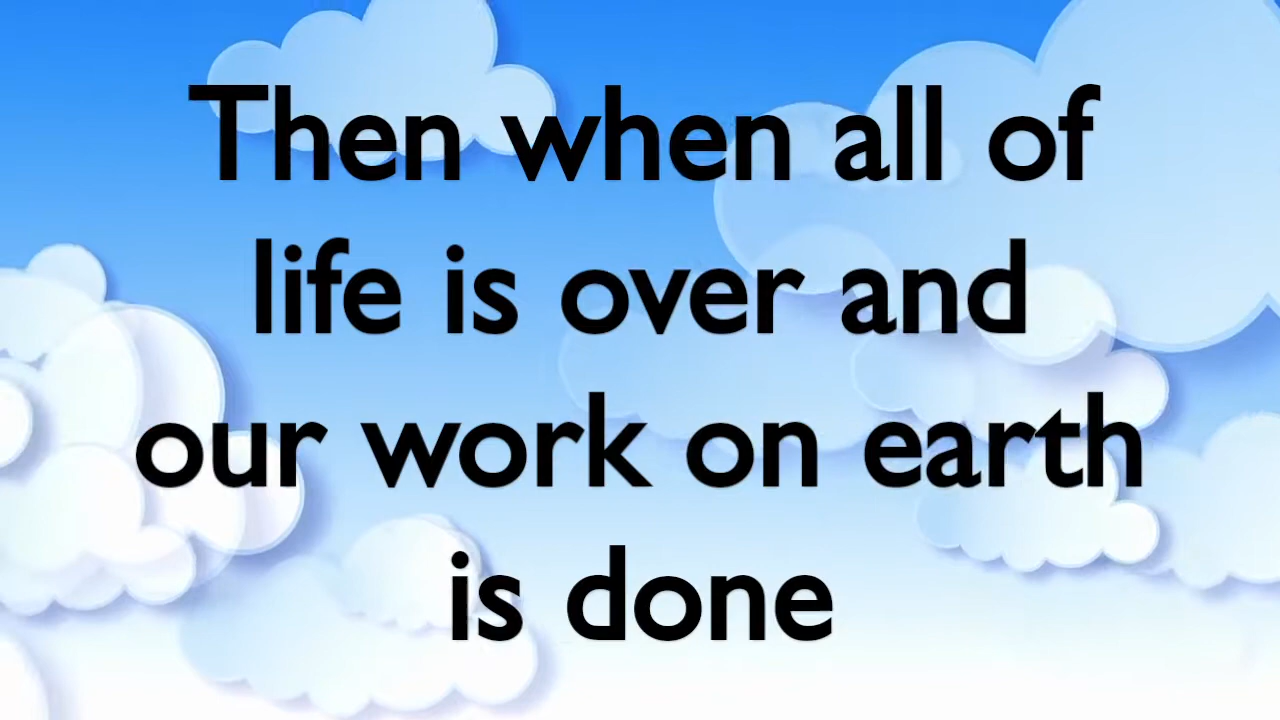 Then when all of
life is over and
our work on earth
is done